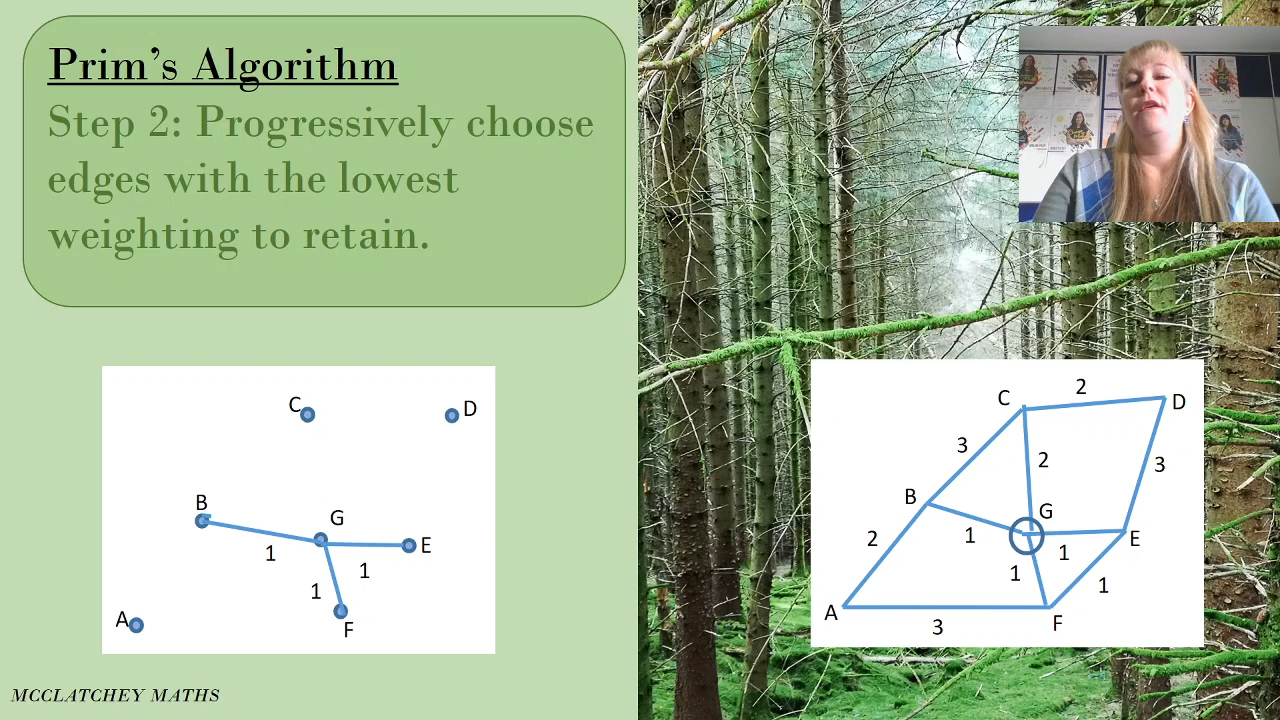 Prim's Algorithm
Step 2: Progressively choose
edges with the lowest
weighting to retain.
C
D
B
G
1
E
1
1
A
F
MCCLATCHEY MATHS
2
C
D
3
2
3
B
G
1
2
1
E
1
1
A
F
3